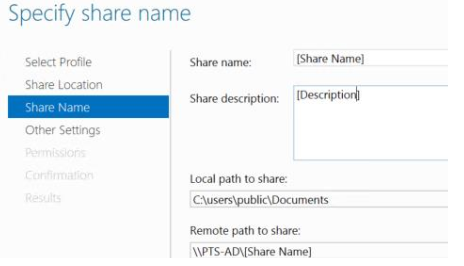 Specify share name
Select Profile
Share Location
Share Name
Other Settings
Permissions
Confirmation
Results
Share name:
[Share Name]
Share description:
[Description]
Local path to share:
C:\users\public\Documents
Remote path to share:
\\PTS-AD\[Share Name]